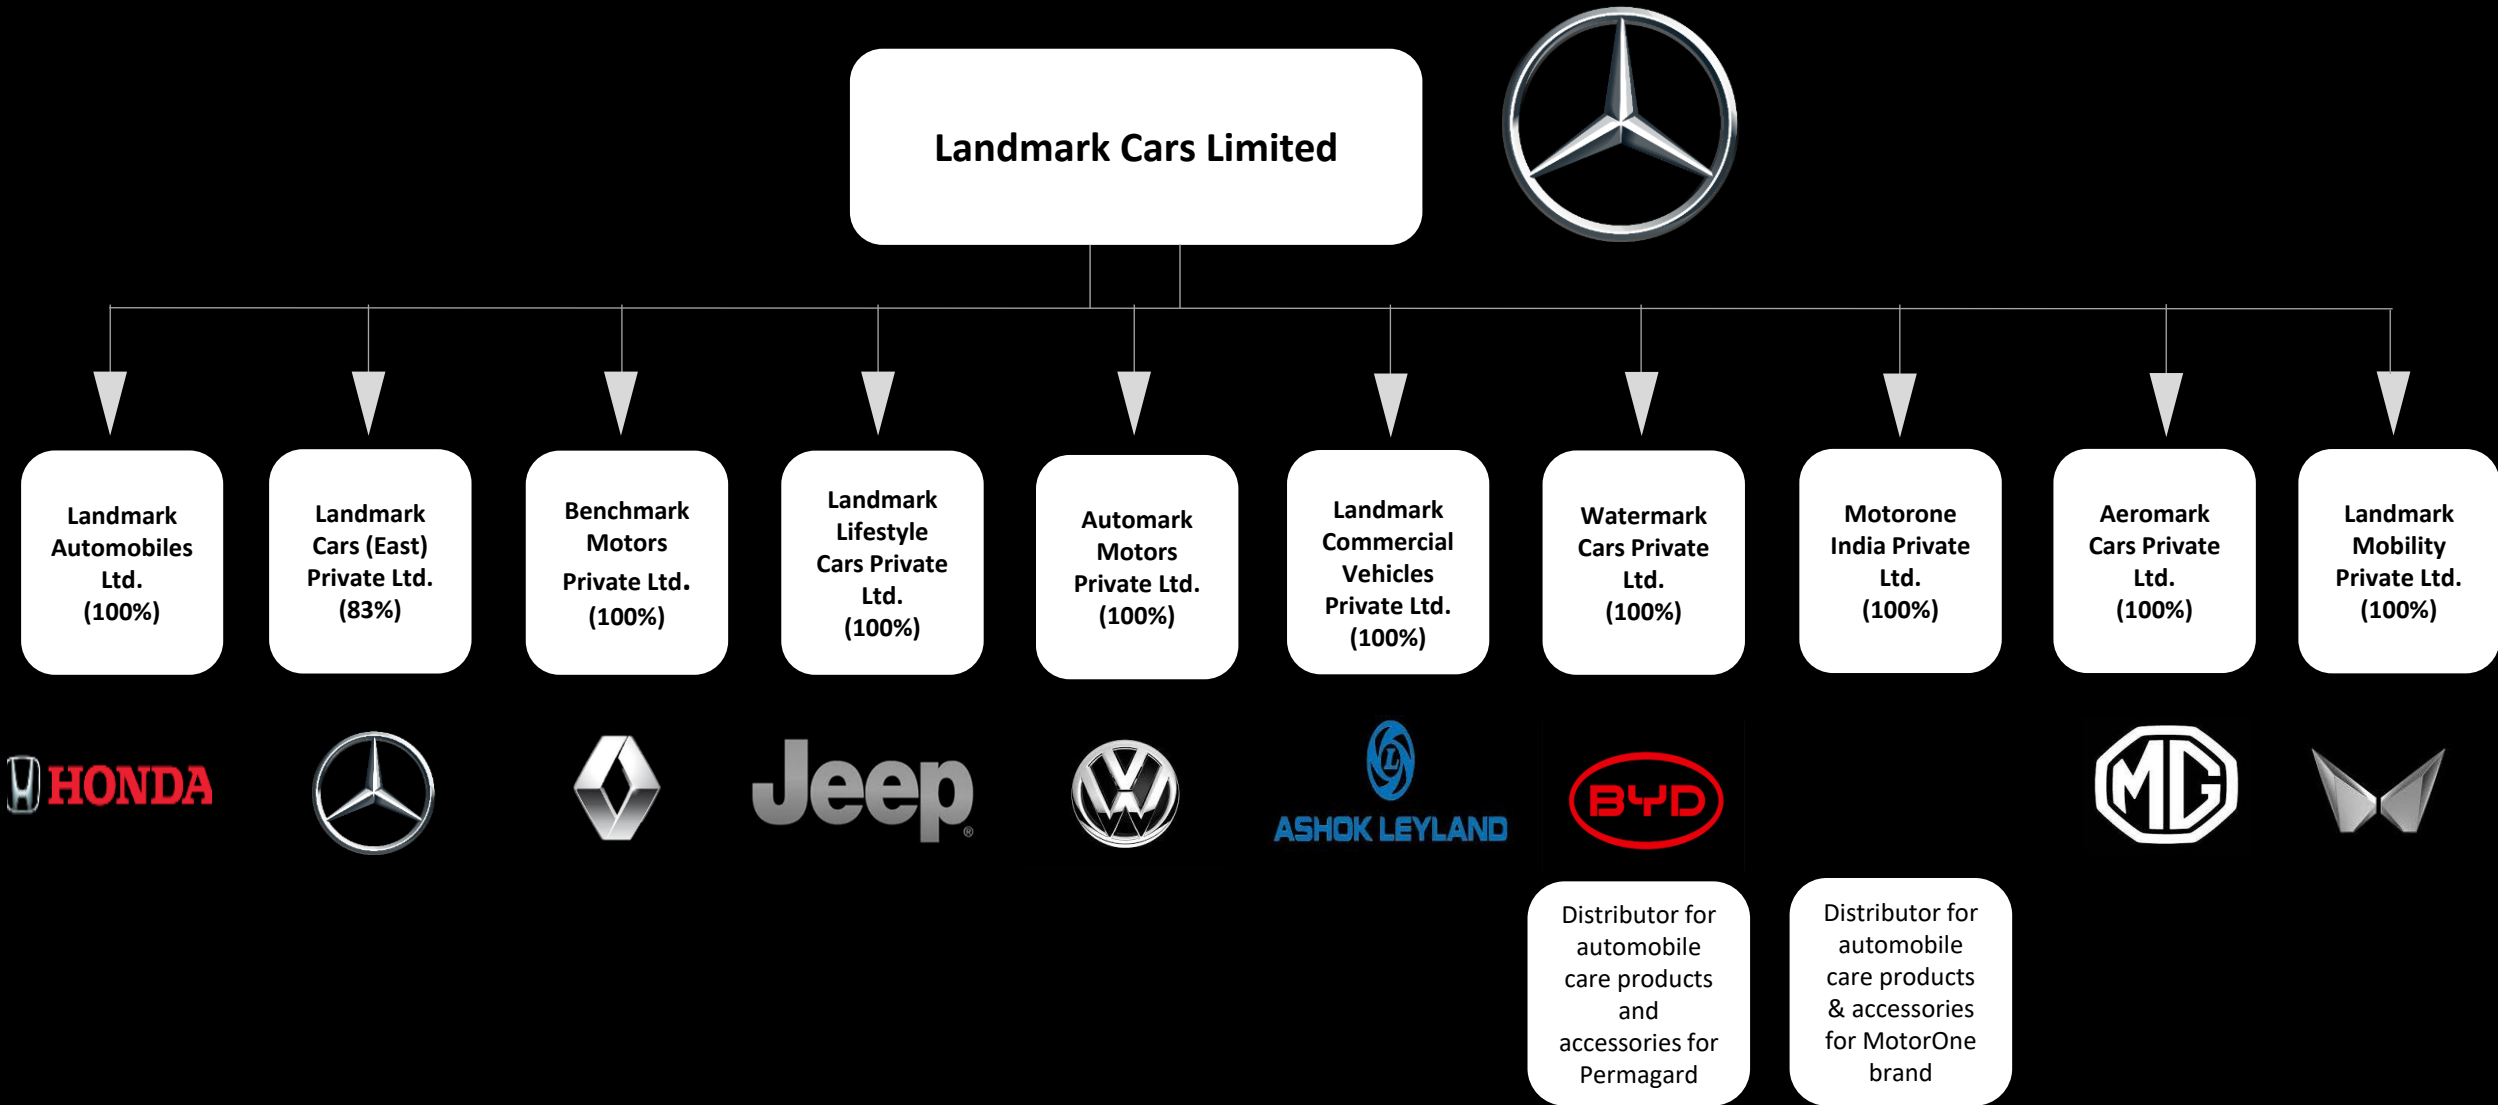 Landmark Cars Limited
Landmark
Automobiles
Ltd.
(100%)
Landmark
Cars (East)
Private Ltd.
(83%)
Benchmark
Motors
Private Ltd.
(100%)
Landmark
Lifestyle
Cars Private
Ltd.
(100%)
Automark
Motors
Private Ltd.
(100%)
Landmark
Commercial
Vehicles
Private Ltd.
(100%)
Watermark
Cars Private
Ltd.
(100%)
Motorone
India Private
Ltd.
(100%)
Aeromark
Cars Private
Ltd.
(100%)
Landmark
Mobility
Private Ltd.
(100%)
HONDA
Jeep®
L
ASHOK LEYLAND
BYD
MG
Distributor for
automobile
care products
and
accessories for
Permagard
Distributor for
automobile
care products
& accessories
for MotorOne
brand